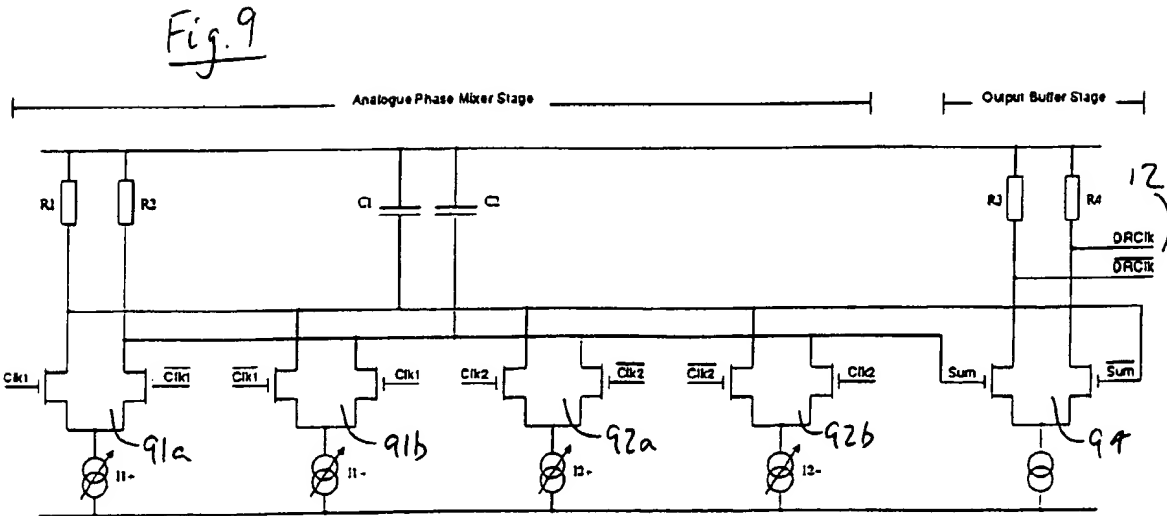 Fig. 9
Analogue Phase Mixer Stage
Output Buffer Stage
R1
R2
C1
C2
R3
R4
12
DRClk
DRClk
Clk1
Clk1
Clk1
Clk1
Clk2
Clk2
Clk2
Clk2
Sum
Sum
91a
91b
92a
92b
94
I1+
I1-
I2+
I2-